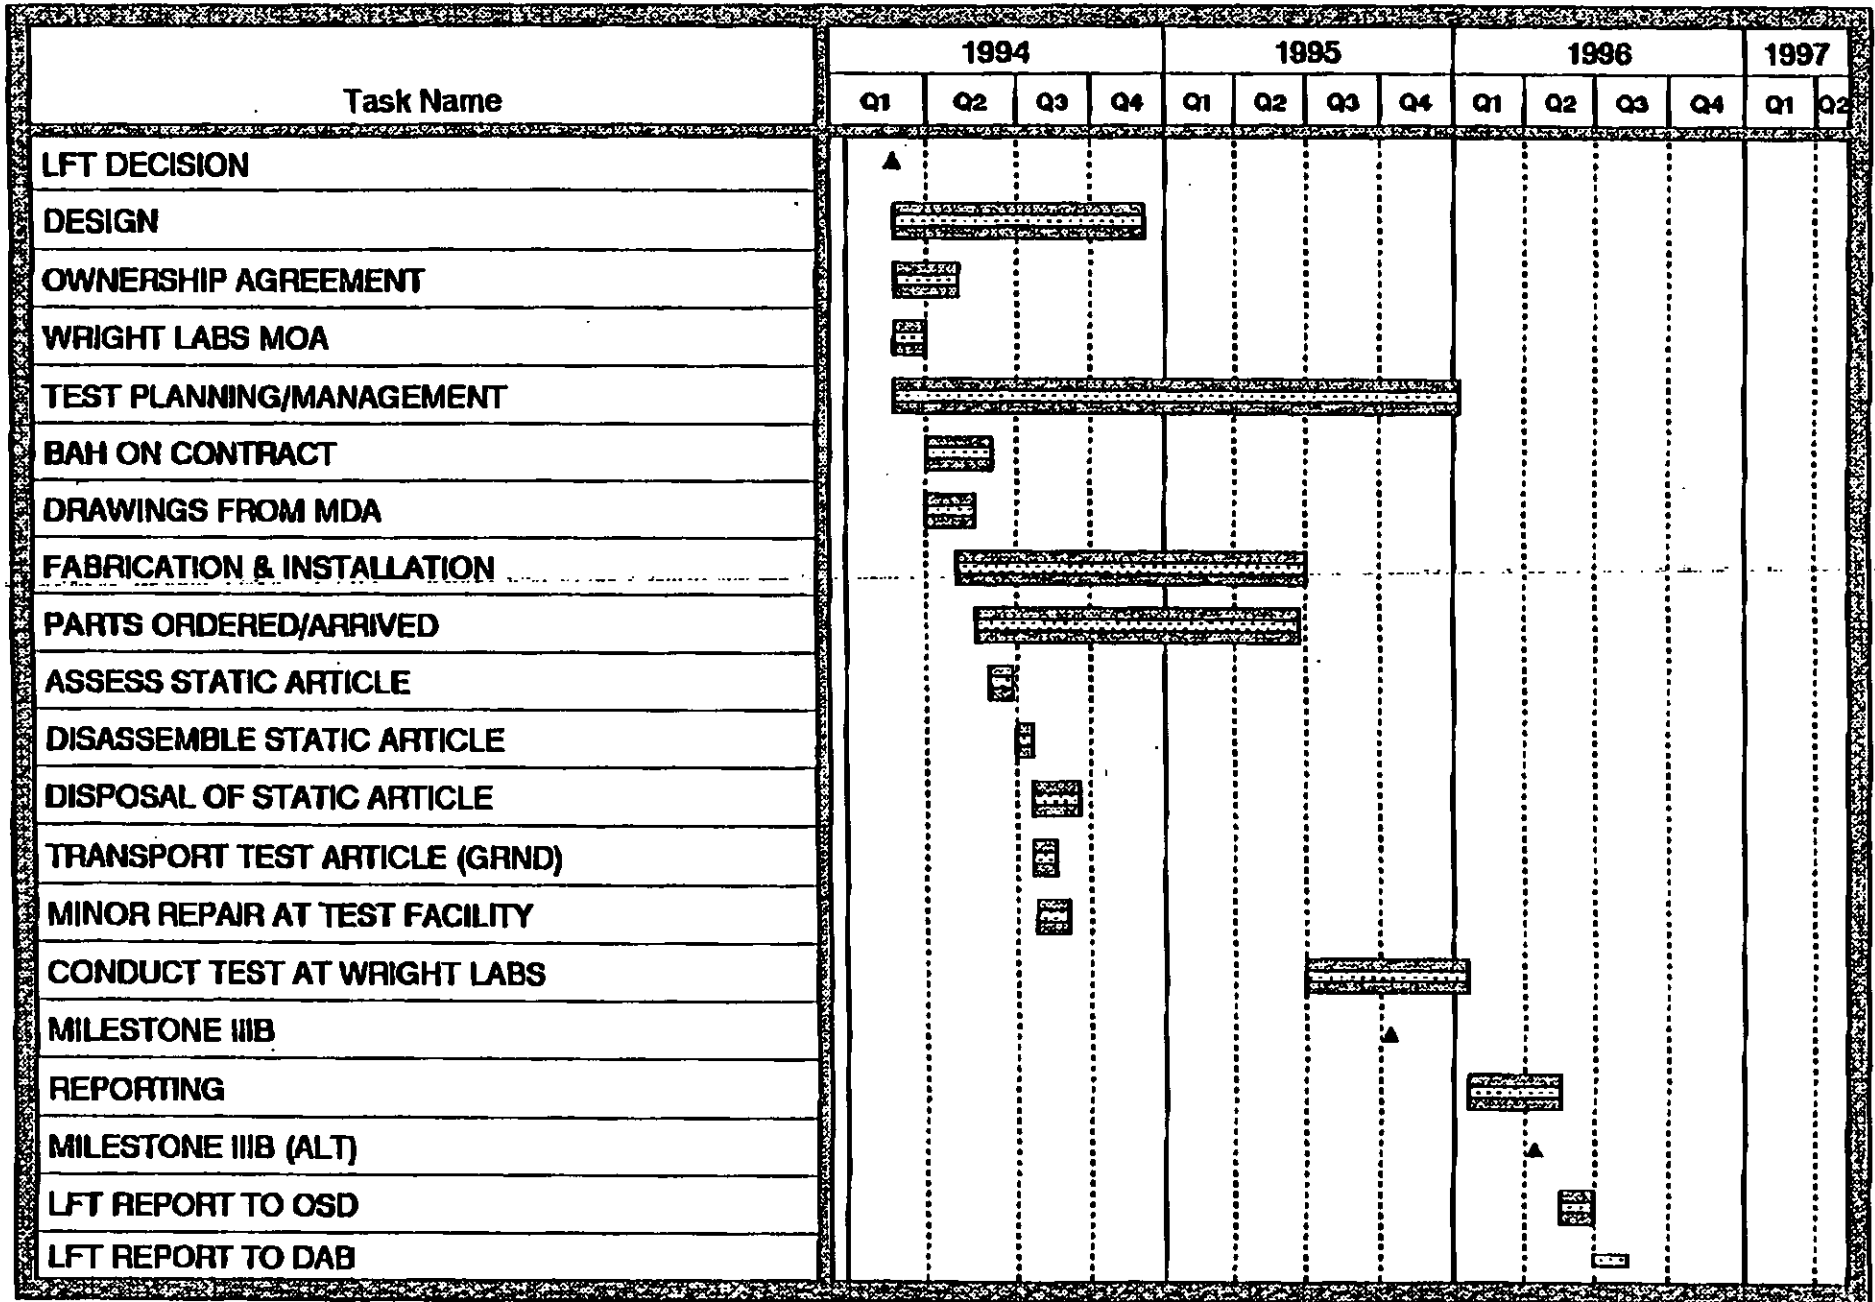 1994 1995 1996 1997
Task Name Q1 Q2 Q3 Q4 Q1 Q2 Q3 Q4 Q1 Q2 Q3 Q4 Q1 Q2
LFT DECISION
DESIGN
OWNERSHIP AGREEMENT
WRIGHT LABS MOA
TEST PLANNING/MANAGEMENT
BAH ON CONTRACT
DRAWINGS FROM MDA
FABRICATION & INSTALLATION
PARTS ORDERED/ARRIVED
ASSESS STATIC ARTICLE
DISASSEMBLE STATIC ARTICLE
DISPOSAL OF STATIC ARTICLE
TRANSPORT TEST ARTICLE (GRND)
MINOR REPAIR AT TEST FACILITY
CONDUCT TEST AT WRIGHT LABS
MILESTONE IIIB
REPORTING
MILESTONE IIIB (ALT)
LFT REPORT TO OSD
LFT REPORT TO DAB